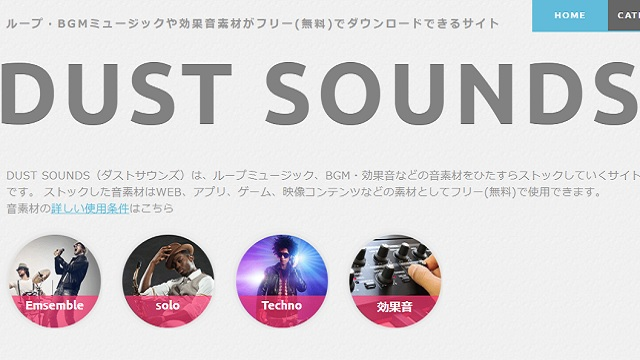 ループ・BGMミュージックや効果音素材がフリー(無料)でダウンロードできるサイト
HOME
CAT
DUST SOUNDS
DUST SOUNDS（ダストサウンズ）は、ループミュージック、BGM・効果音などの音素材をひたすらストックしていくサイト
です。 ストックした音素材はWEB、アプリ、ゲーム、映像コンテンツなどの素材としてフリー(無料)で使用できます。
音素材の詳しい使用条件はこちら
Emsemble
solo
Techno
効果音